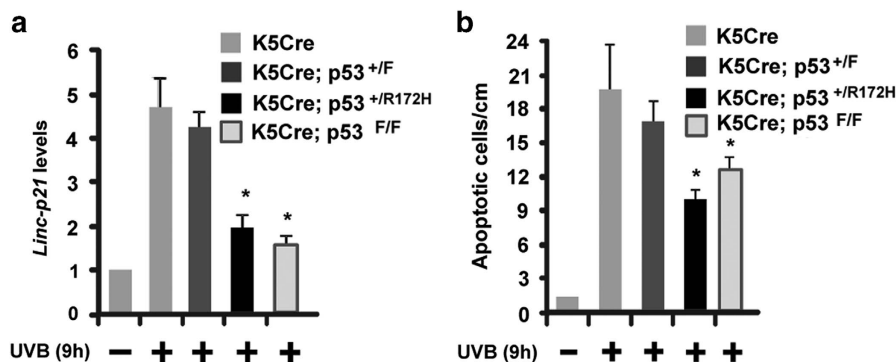 a
Linc-p21 levels
6
5
4
3
2
1
0
K5Cre
K5Cre; p53 +/F
K5Cre; p53 +/R172H
K5Cre; p53 F/F
*
*
UVB (9h) − + + + +
b
Apoptotic cells/cm
24
21
18
15
12
9
6
3
0
K5Cre
K5Cre; p53 +/F
K5Cre; p53 +/R172H
K5Cre; p53 F/F
*
*
UVB (9h) − + + + +